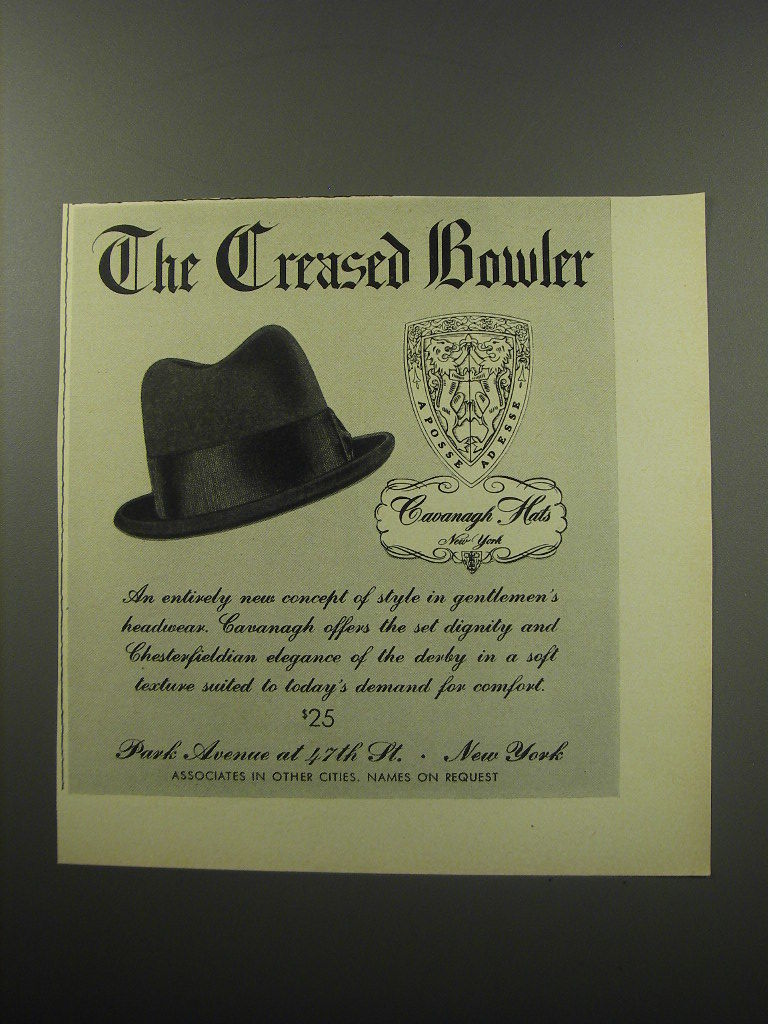 The Creased Bowler
A POSSE AD ESSE
Cavanagh Hats
New York
An entirely new concept of style in gentlemen's
headwear. Cavanagh offers the set dignity and
Chesterfieldian elegance of the derby in a soft
texture suited to today's demand for comfort.
$25
Park Avenue at 47th St. · New York
ASSOCIATES IN OTHER CITIES. NAMES ON REQUEST